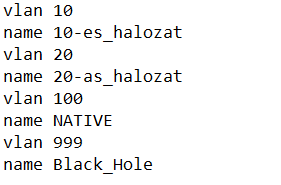 vlan 10
name 10-es_halozat
vlan 20
name 20-as_halozat
vlan 100
name NATIVE
vlan 999
name Black_Hole